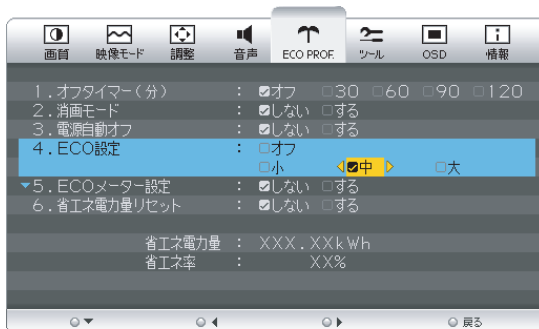 画質 映像モード 調整 音声 ECO PROF. ツール OSD 情報
1.オフタイマー(分) : オフ 30 60 90 120
2.消画モード : しない する
3.電源自動オフ : しない する
4.ECO設定 : オフ
小 中 大
5.ECOメーター設定 : しない する
6.省エネ電力量リセット : しない する
省エネ電力量 : XXX.XXkWh
省エネ率 : XX%
戻る